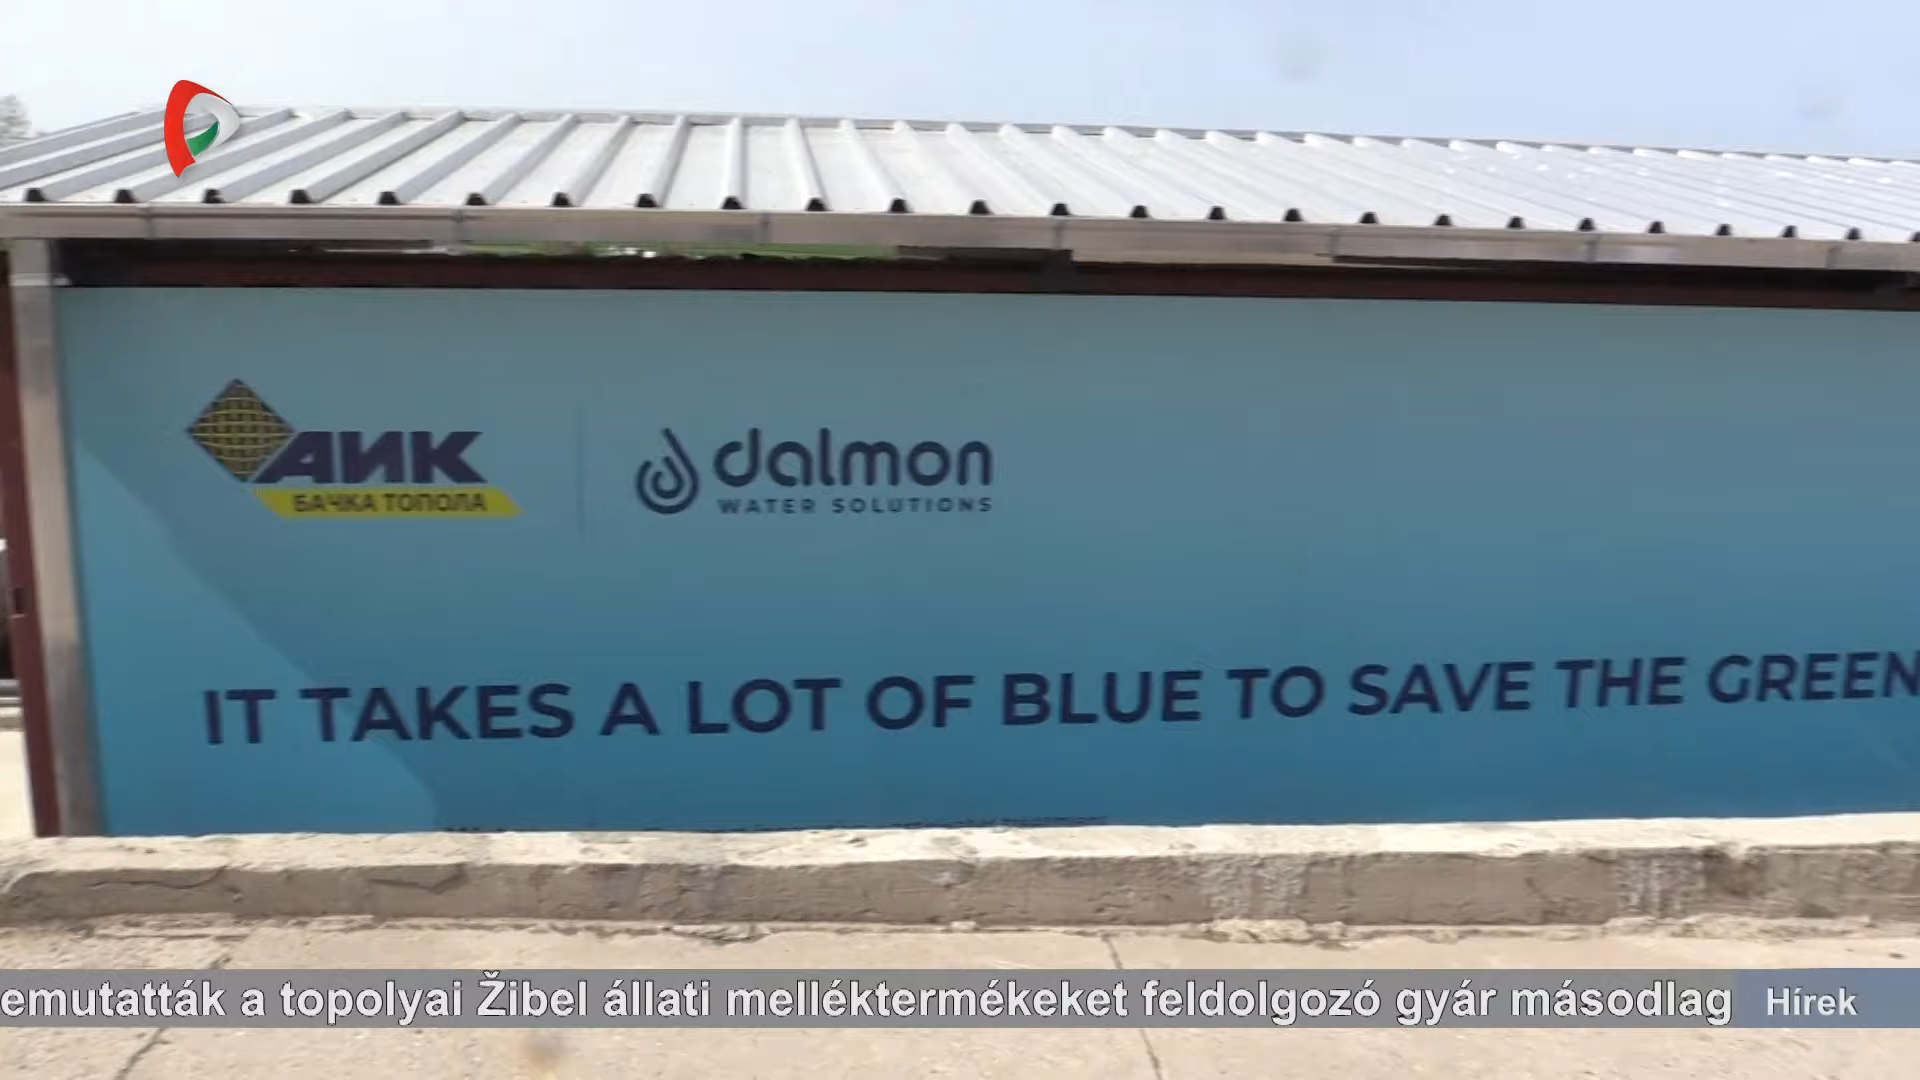 АИК
БАЧКА ТОПОЛА
dalmon
WATER SOLUTIONS
IT TAKES A LOT OF BLUE TO SAVE THE GREEN
emutatták a topolyai Žibel állati melléktermékeket feldolgozó gyár másodlag
Hírek